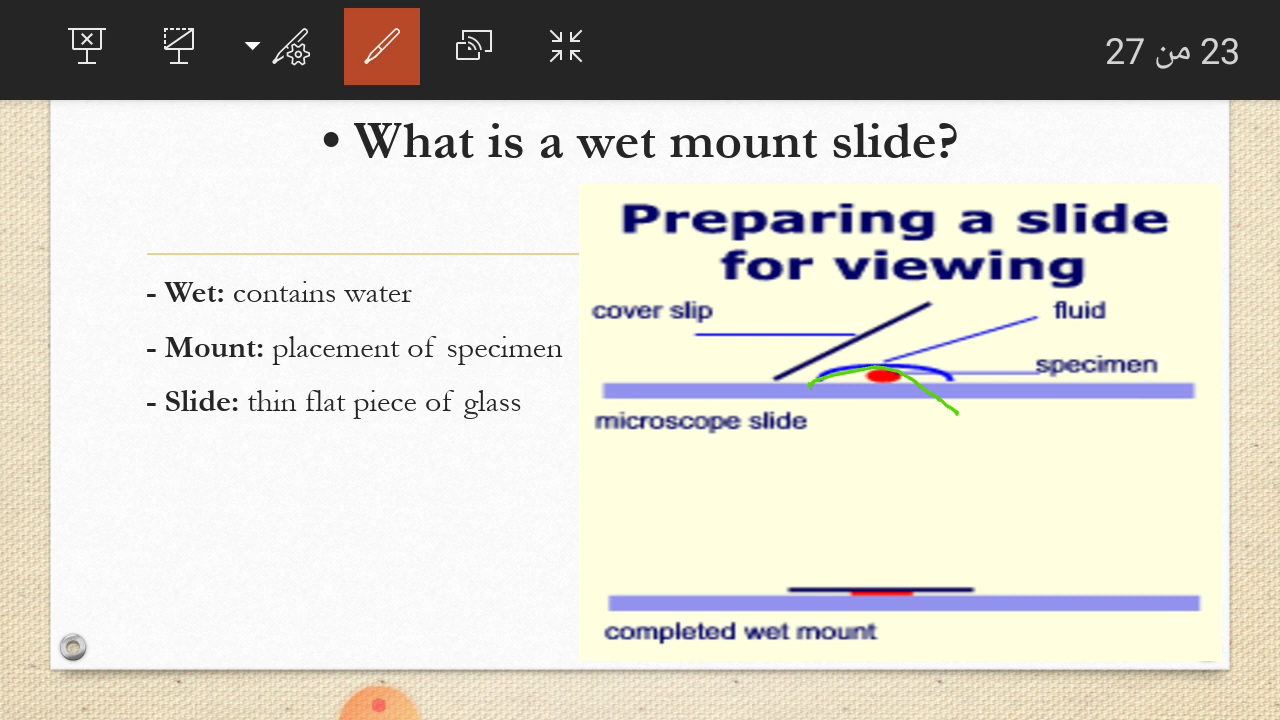 23 من 27
• What is a wet mount slide?
- Wet: contains water
- Mount: placement of specimen
- Slide: thin flat piece of glass
Preparing a slide
for viewing
cover slip
fluid
specimen
microscope slide
completed wet mount